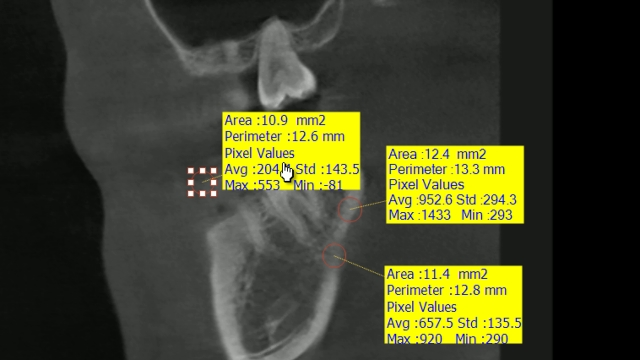 Area :10.9 mm2
Perimeter :12.6 mm
Pixel Values
Avg :204. Std :143.5
Max :553 Min :-81
Area :12.4 mm2
Perimeter :13.3 mm
Pixel Values
Avg :952.6 Std :294.3
Max :1433 Min :293
Area :11.4 mm2
Perimeter :12.8 mm
Pixel Values
Avg :657.5 Std :135.5
Max :920 Min :290